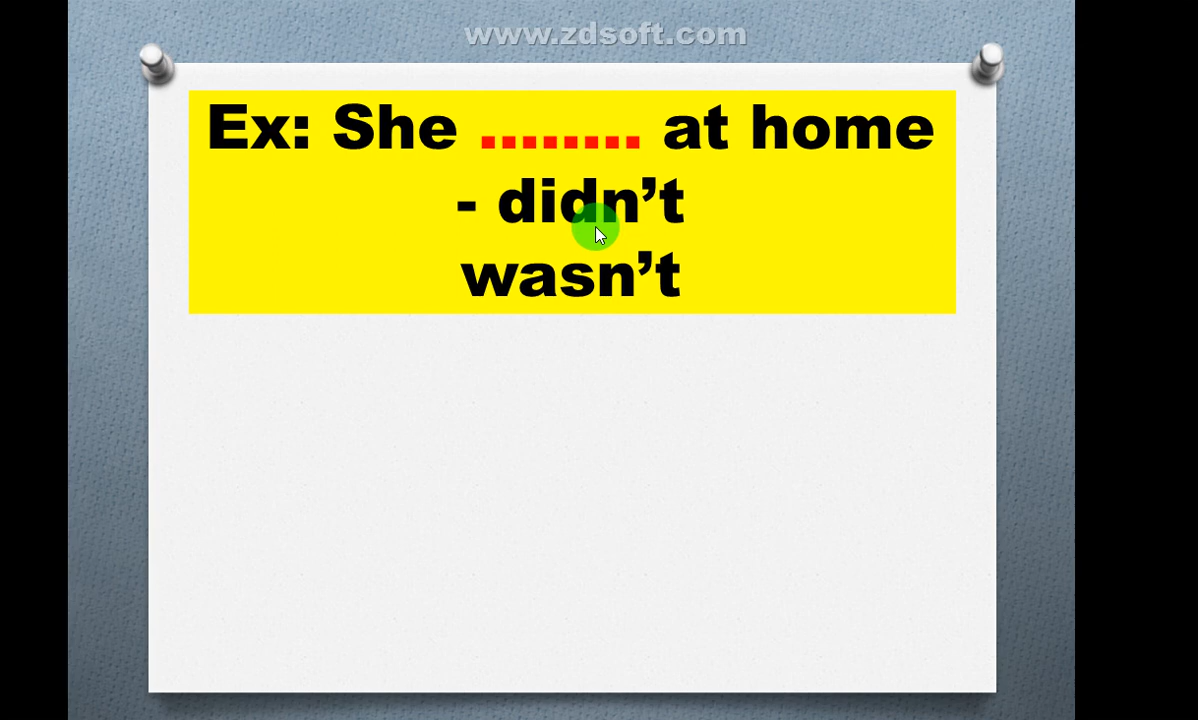 www.zdsoft.com
Ex: She ........ at home
- didn’t
wasn’t